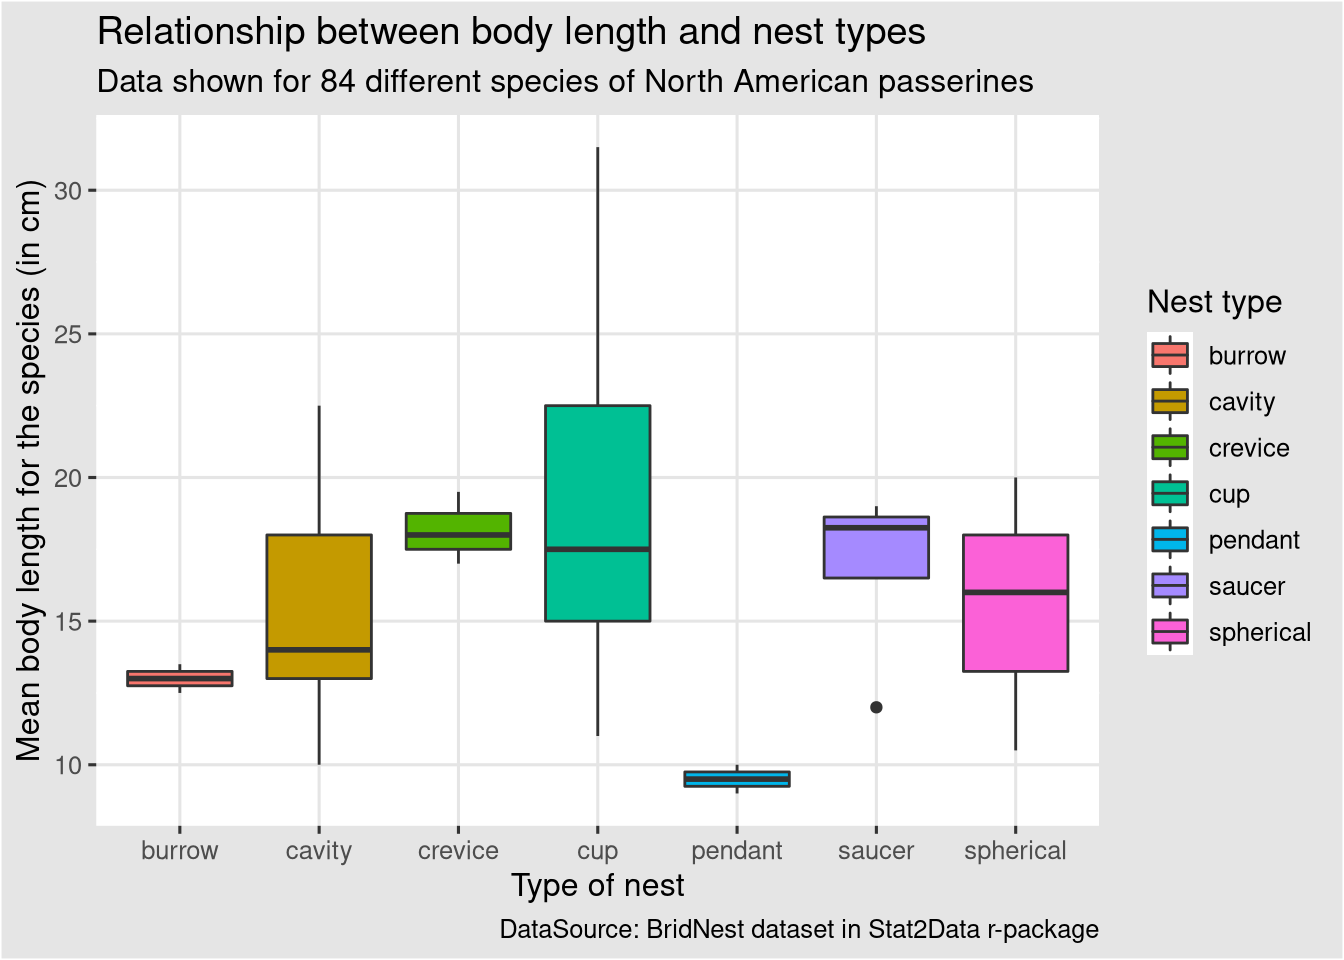 Relationship between body length and nest types
Data shown for 84 different species of North American passerines
Mean body length for the species (in cm)
30
25
20
15
10
burrow
cavity
crevice
cup
pendant
saucer
spherical
Type of nest
DataSource: BridNest dataset in Stat2Data r-package
Nest type
burrow
cavity
crevice
cup
pendant
saucer
spherical